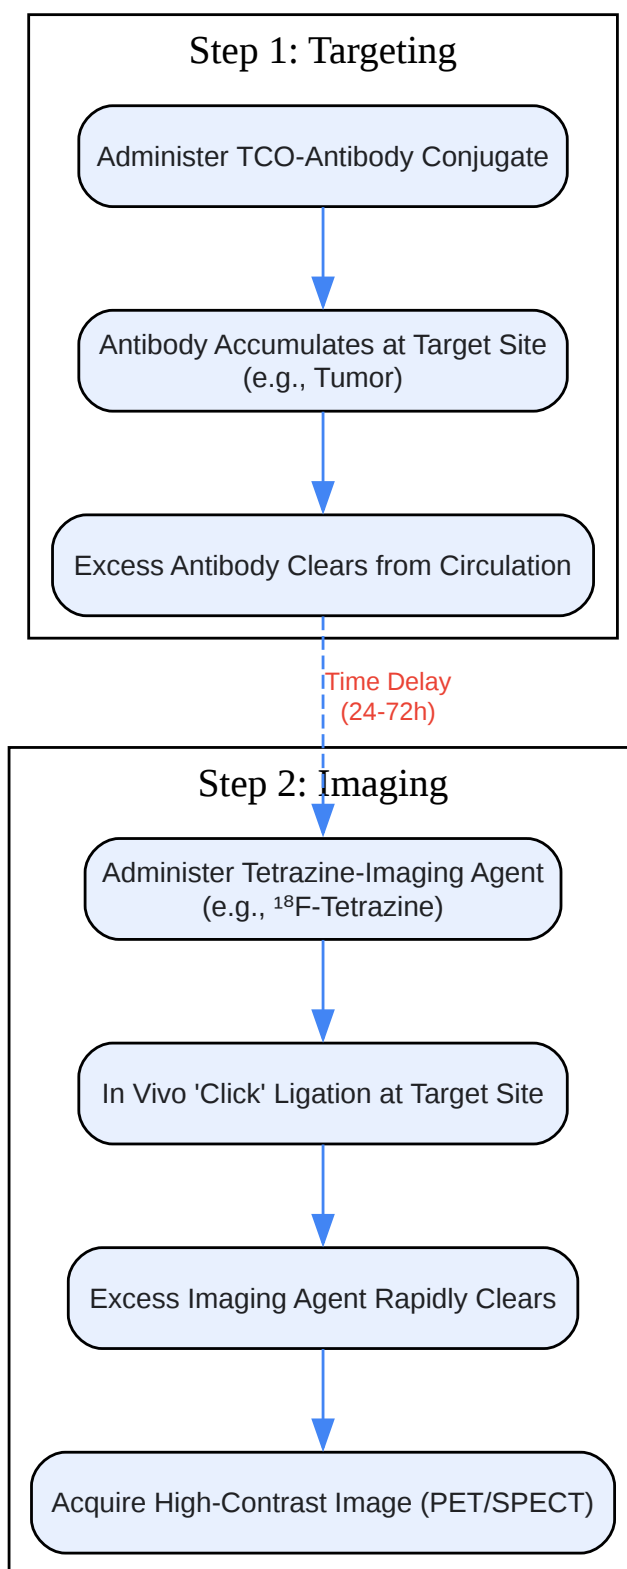 Step 1: Targeting
Administer TCO-Antibody Conjugate
Antibody Accumulates at Target Site
(e.g., Tumor)
Excess Antibody Clears from Circulation
Time Delay
(24-72h)
Step 2: Imaging
Administer Tetrazine-Imaging Agent
(e.g., ¹⁸F-Tetrazine)
In Vivo 'Click' Ligation at Target Site
Excess Imaging Agent Rapidly Clears
Acquire High-Contrast Image (PET/SPECT)